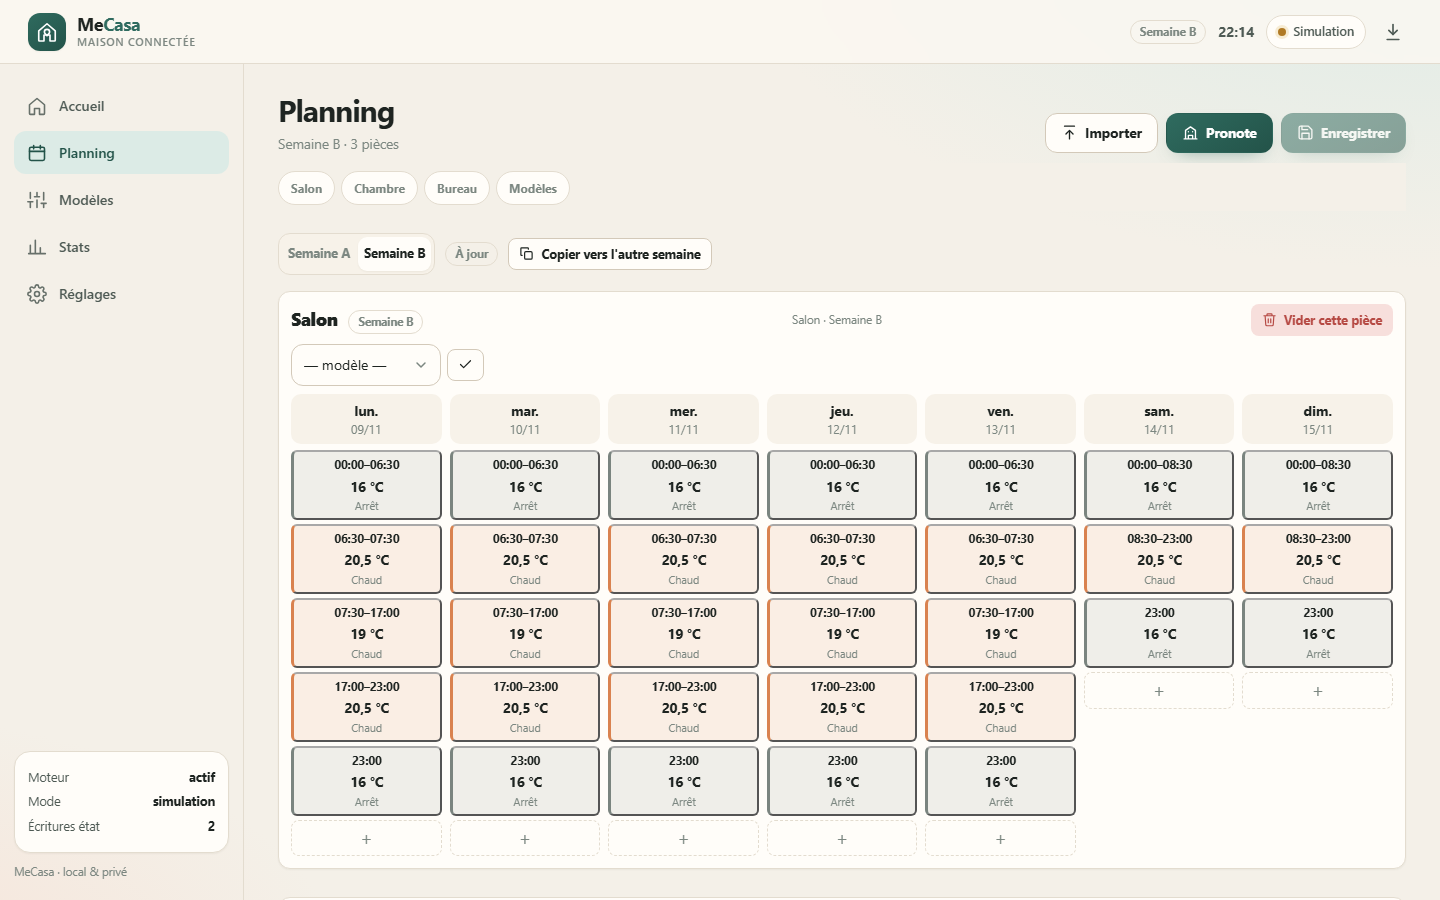 MeCasa
MAISON CONNECTÉE
Semaine B
22:14
Simulation
Accueil
Planning
Modèles
Stats
Réglages
Moteur actif
Mode simulation
Écritures état 2
MeCasa · local & privé
Planning
Semaine B · 3 pièces
Importer
Pronote
Enregistrer
Salon
Chambre
Bureau
Modèles
Semaine A
Semaine B
À jour
Copier vers l'autre semaine
Salon
Semaine B
Salon · Semaine B
Vider cette pièce
— modèle —
lun. mar. mer. jeu. ven. sam. dim.
09/11 10/11 11/11 12/11 13/11 14/11 15/11
00:00–06:30 00:00–06:30 00:00–06:30 00:00–06:30 00:00–06:30 00:00–08:30 00:00–08:30
16 °C 16 °C 16 °C 16 °C 16 °C 16 °C 16 °C
Arrêt Arrêt Arrêt Arrêt Arrêt Arrêt Arrêt
06:30–07:30 06:30–07:30 06:30–07:30 06:30–07:30 06:30–07:30 08:30–23:00 08:30–23:00
20,5 °C 20,5 °C 20,5 °C 20,5 °C 20,5 °C 20,5 °C 20,5 °C
Chaud Chaud Chaud Chaud Chaud Chaud Chaud
07:30–17:00 07:30–17:00 07:30–17:00 07:30–17:00 07:30–17:00 23:00 23:00
19 °C 19 °C 19 °C 19 °C 19 °C 16 °C 16 °C
Chaud Chaud Chaud Chaud Chaud Arrêt Arrêt
17:00–23:00 17:00–23:00 17:00–23:00 17:00–23:00 17:00–23:00 + +
20,5 °C 20,5 °C 20,5 °C 20,5 °C 20,5 °C
Chaud Chaud Chaud Chaud Chaud
23:00 23:00 23:00 23:00 23:00
16 °C 16 °C 16 °C 16 °C 16 °C
Arrêt Arrêt Arrêt Arrêt Arrêt
+ + + + +